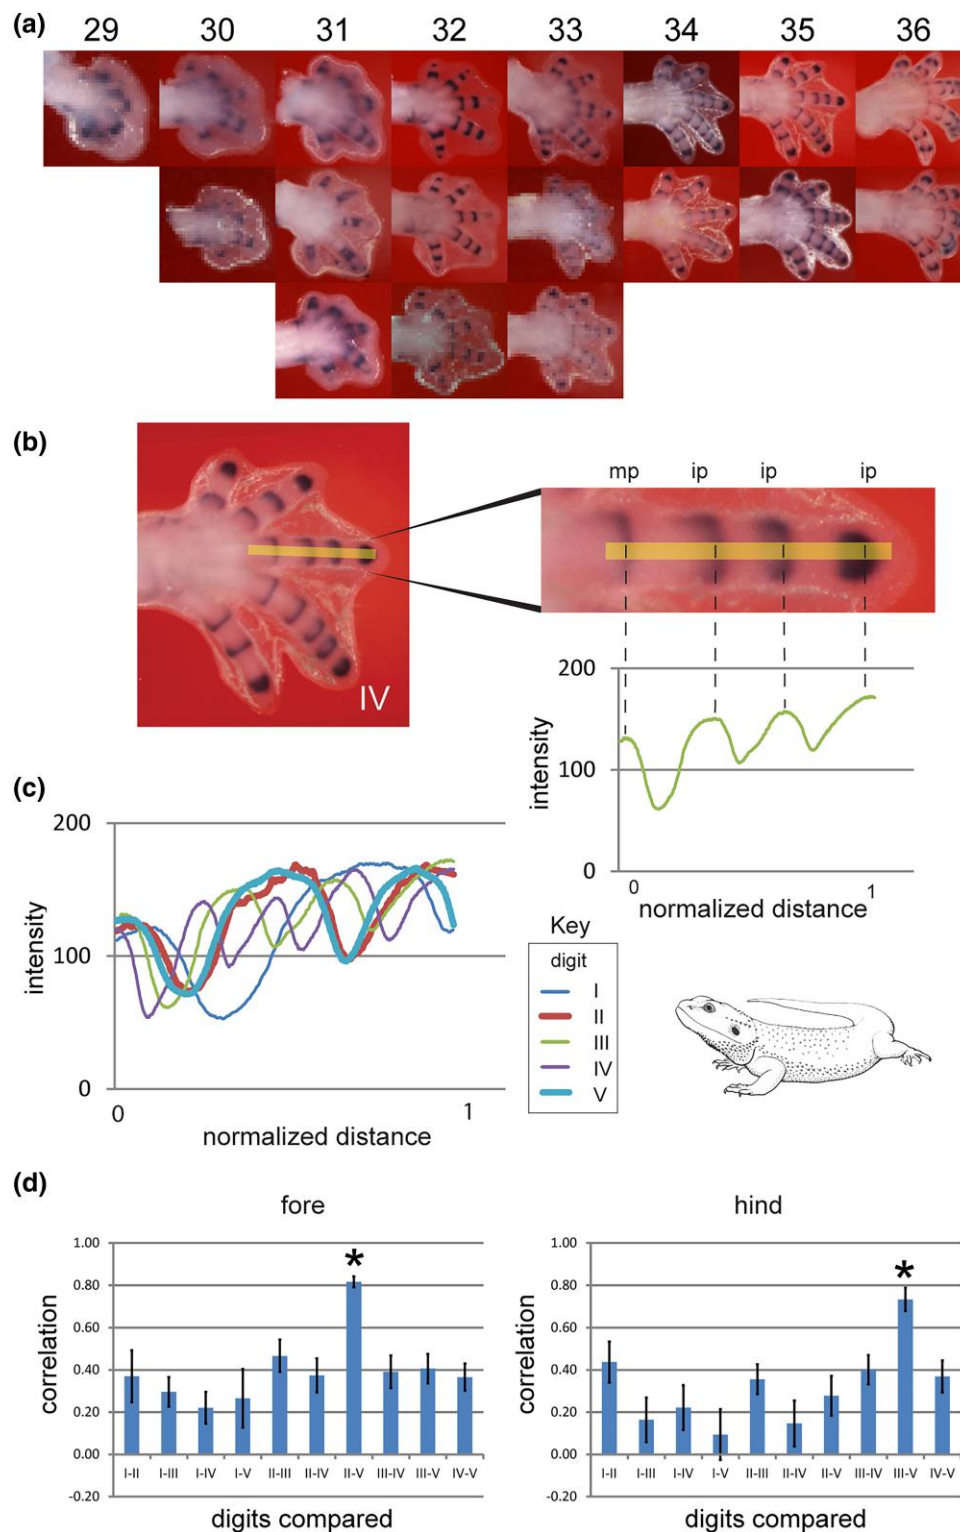 (a)
29 30 31 32 33 34 35 36
(b)
mp ip ip ip
IV
200
intensity
100
0
0 1
normalized distance
(c)
200
intensity
100
0
0 1
normalized distance
Key
digit
I
II
III
IV
V
(d)
fore
1.00
0.80
0.60
0.40
0.20
0.00
-0.20
correlation
*
I-II I-III I-IV I-V II-III II-IV II-V III-IV III-V IV-V
digits compared
hind
1.00
0.80
0.60
0.40
0.20
0.00
-0.20
correlation
*
I-II I-III I-IV I-V II-III II-IV II-V III-IV III-V IV-V
digits compared